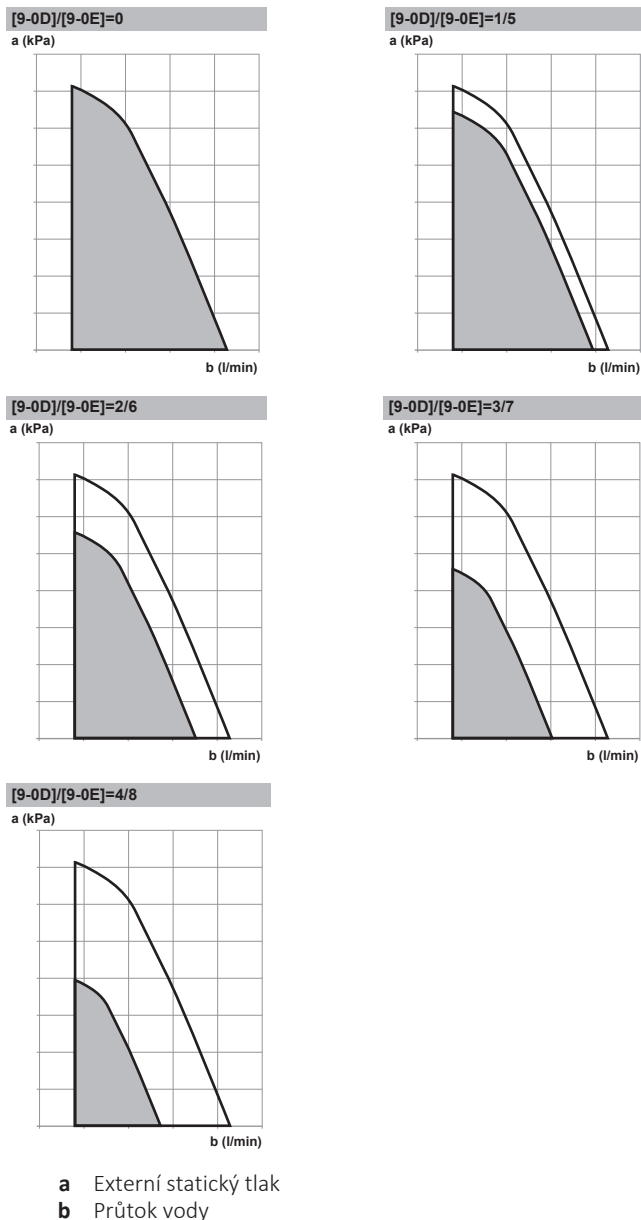 [9-0D]/[9-0E]=0
a (kPa)
b (l/min)
[9-0D]/[9-0E]=1/5
a (kPa)
b (l/min)
[9-0D]/[9-0E]=2/6
a (kPa)
b (l/min)
[9-0D]/[9-0E]=3/7
a (kPa)
b (l/min)
[9-0D]/[9-0E]=4/8
a (kPa)
b (l/min)
a Externí statický tlak
b Průtok vody